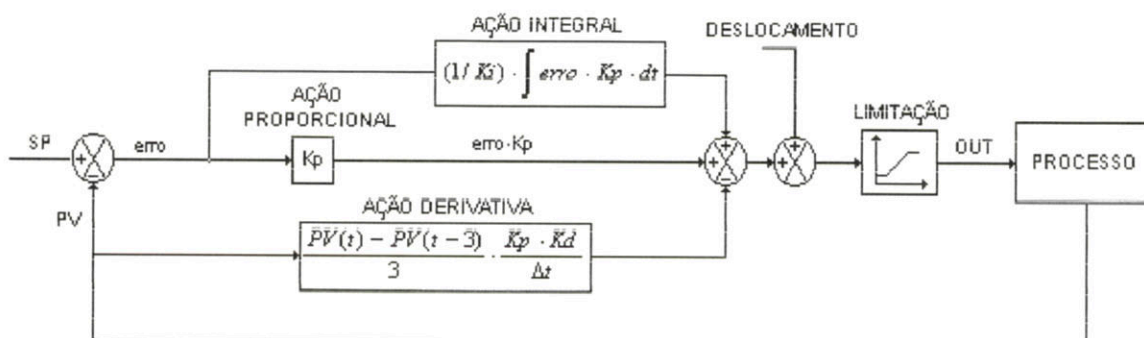 AÇÃO INTEGRAL
(1/ Ki) · ∫ erro · Kp · dt
DESLOCAMENTO
AÇÃO
PROPORCIONAL
Kp
SP
erro
erro·Kp
LIMITAÇÃO
OUT
PROCESSO
PV
AÇÃO DERIVATIVA
PV(t) – PV(t – 3)
3
· Kp · Kd
Δt